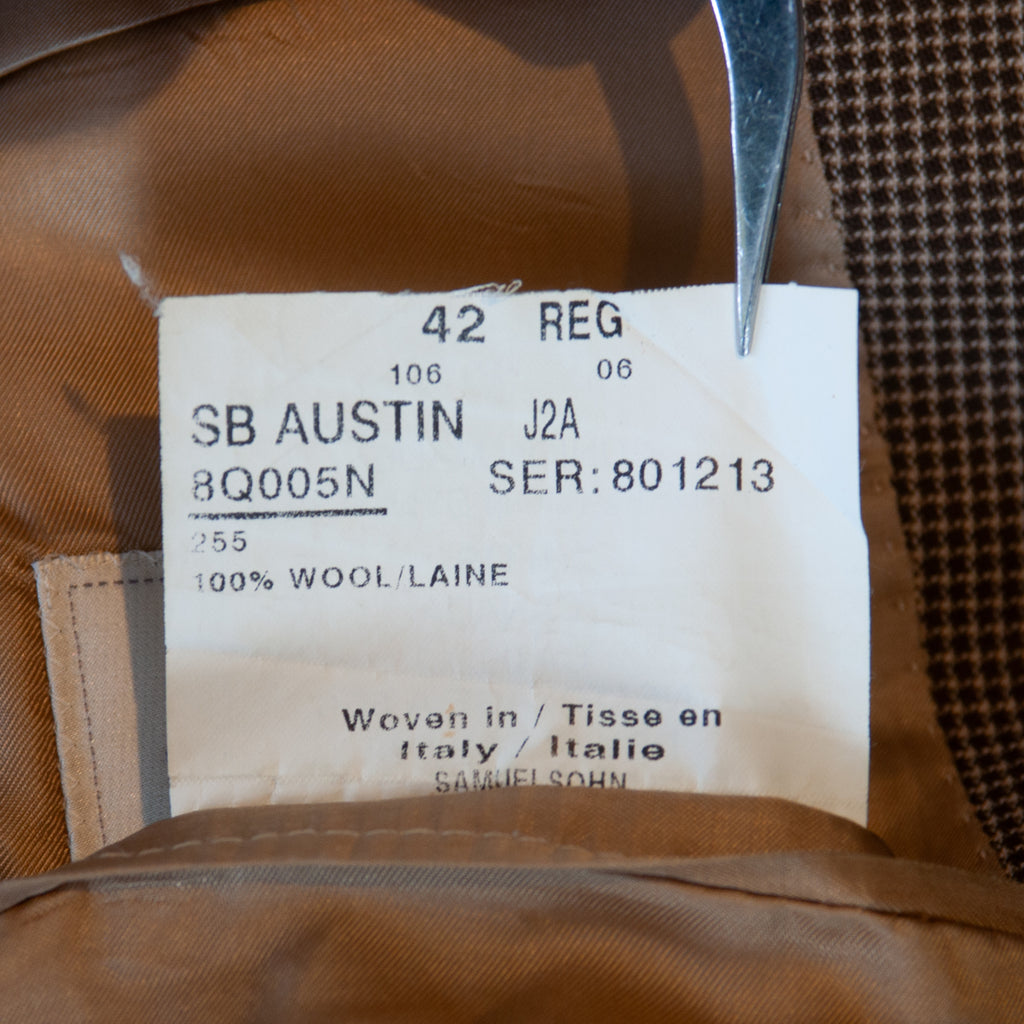 42 REG
106 06
SB AUSTIN J2A
8Q005N SER: 801213
255
100% WOOL/LAINE
Woven in / Tisse en
Italy / Italie
SAMUELSOHN